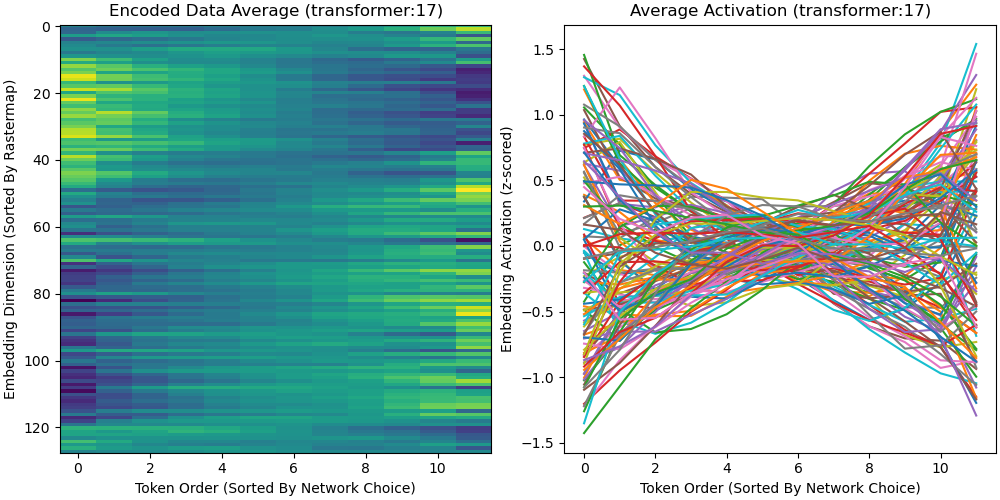 Encoded Data Average (transformer:17)
0
20
40
60
80
100
120
Embedding Dimension (Sorted By Rastermap)
0 2 4 6 8 10
Token Order (Sorted By Network Choice)
Average Activation (transformer:17)
1.5
1.0
0.5
0.0
−0.5
−1.0
−1.5
Embedding Activation (z-scored)
0 2 4 6 8 10
Token Order (Sorted By Network Choice)